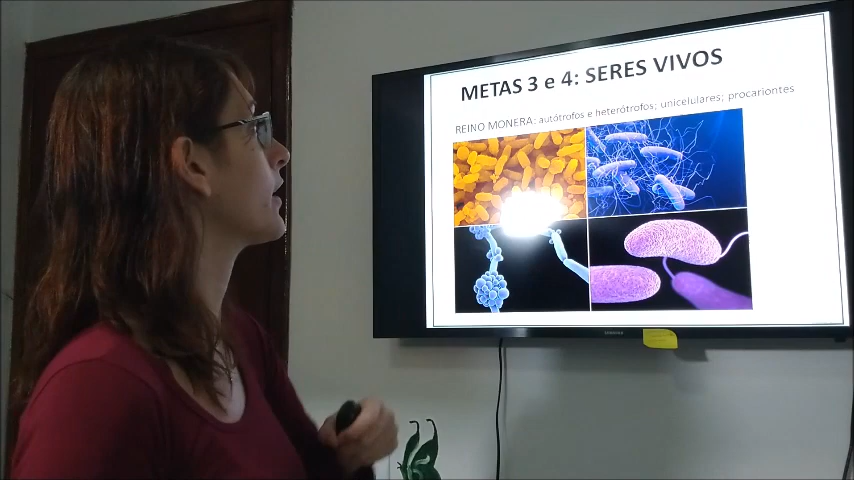 METAS 3 e 4: SERES VIVOS
REINO MONERA: autótrofos e heterótrofos; unicelulares; procariontes